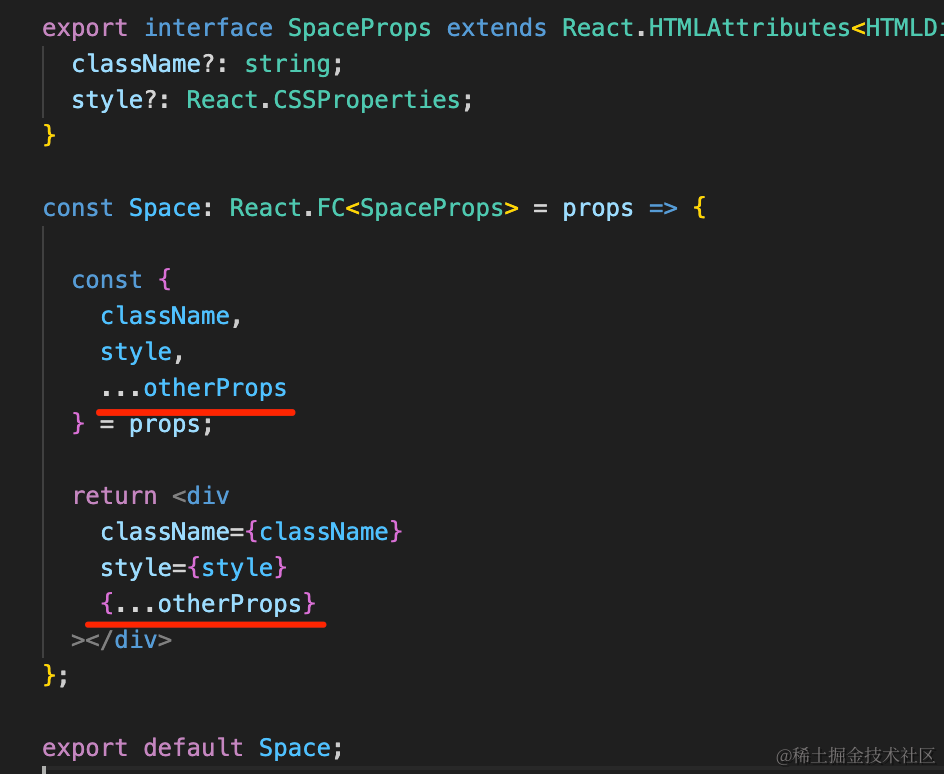 export interface SpaceProps extends React.HTMLAttributes<HTMLDi
className?: string;
style?: React.CSSProperties;
}
const Space: React.FC<SpaceProps> = props => {
const {
className,
style,
...otherProps
} = props;
return <div
className={className}
style={style}
{...otherProps}
></div>
};
export default Space;
@稀土掘金技术社区